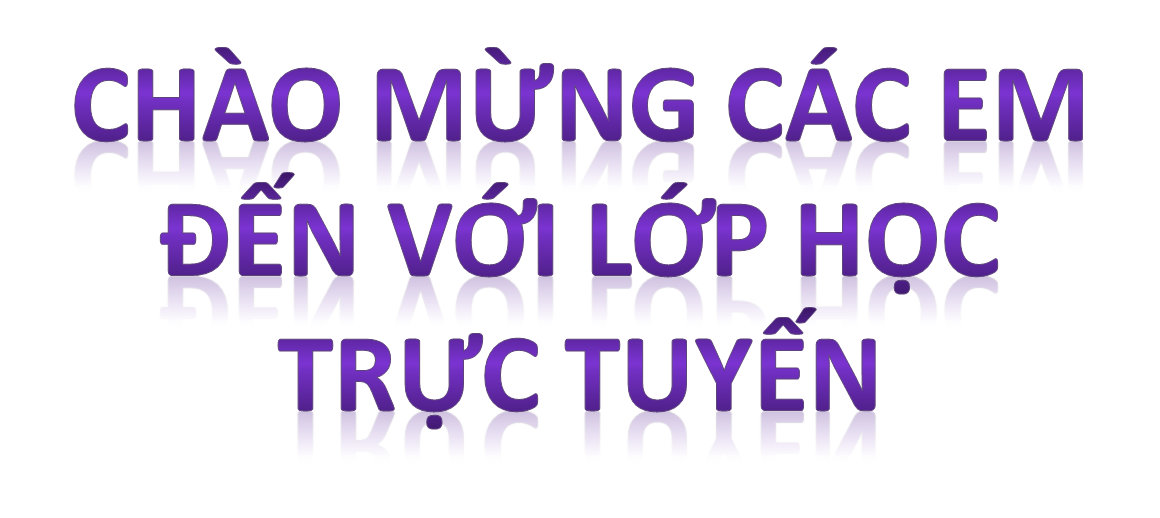 CHÀO MỪNG CÁC EM
ĐẾN VỚI LỚP HỌC
TRỰC TUYẾN